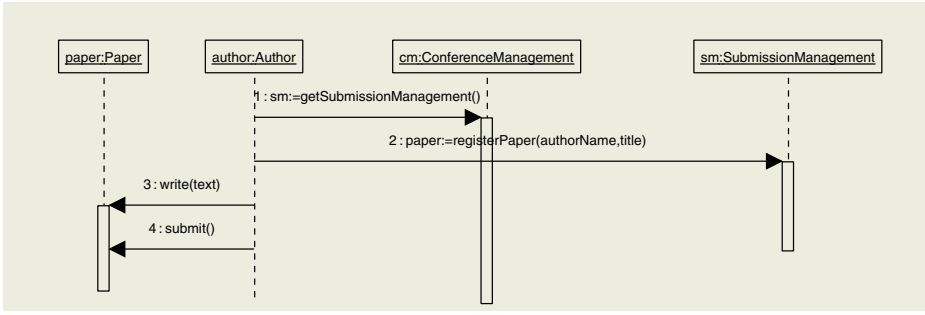 paper:Paper
author:Author
cm:ConferenceManagement
sm:SubmissionManagement
1 : sm:=getSubmissionManagement()
2 : paper:=registerPaper(authorName,title)
3 : write(text)
4 : submit()